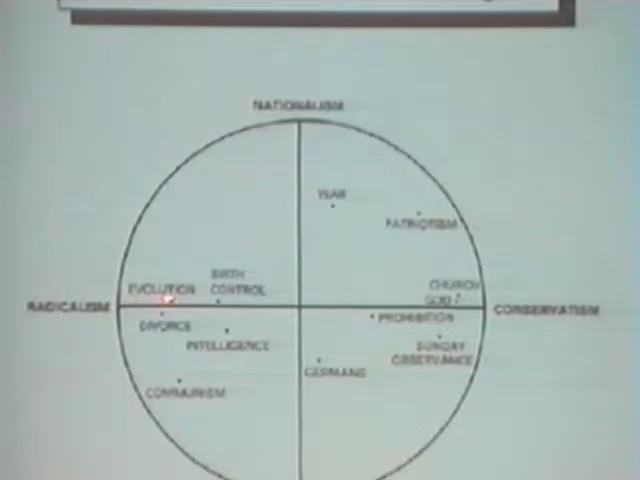 NATIONALISM
WAR
PATRIOTISM
EVOLUTION
BIRTH
CONTROL
CHURCH
GOD
RADICALISM
CONSERVATISM
PROHIBITION
DIVORCE
INTELLIGENCE
SUNDAY
OBSERVANCE
GERMANS
COMMUNISM